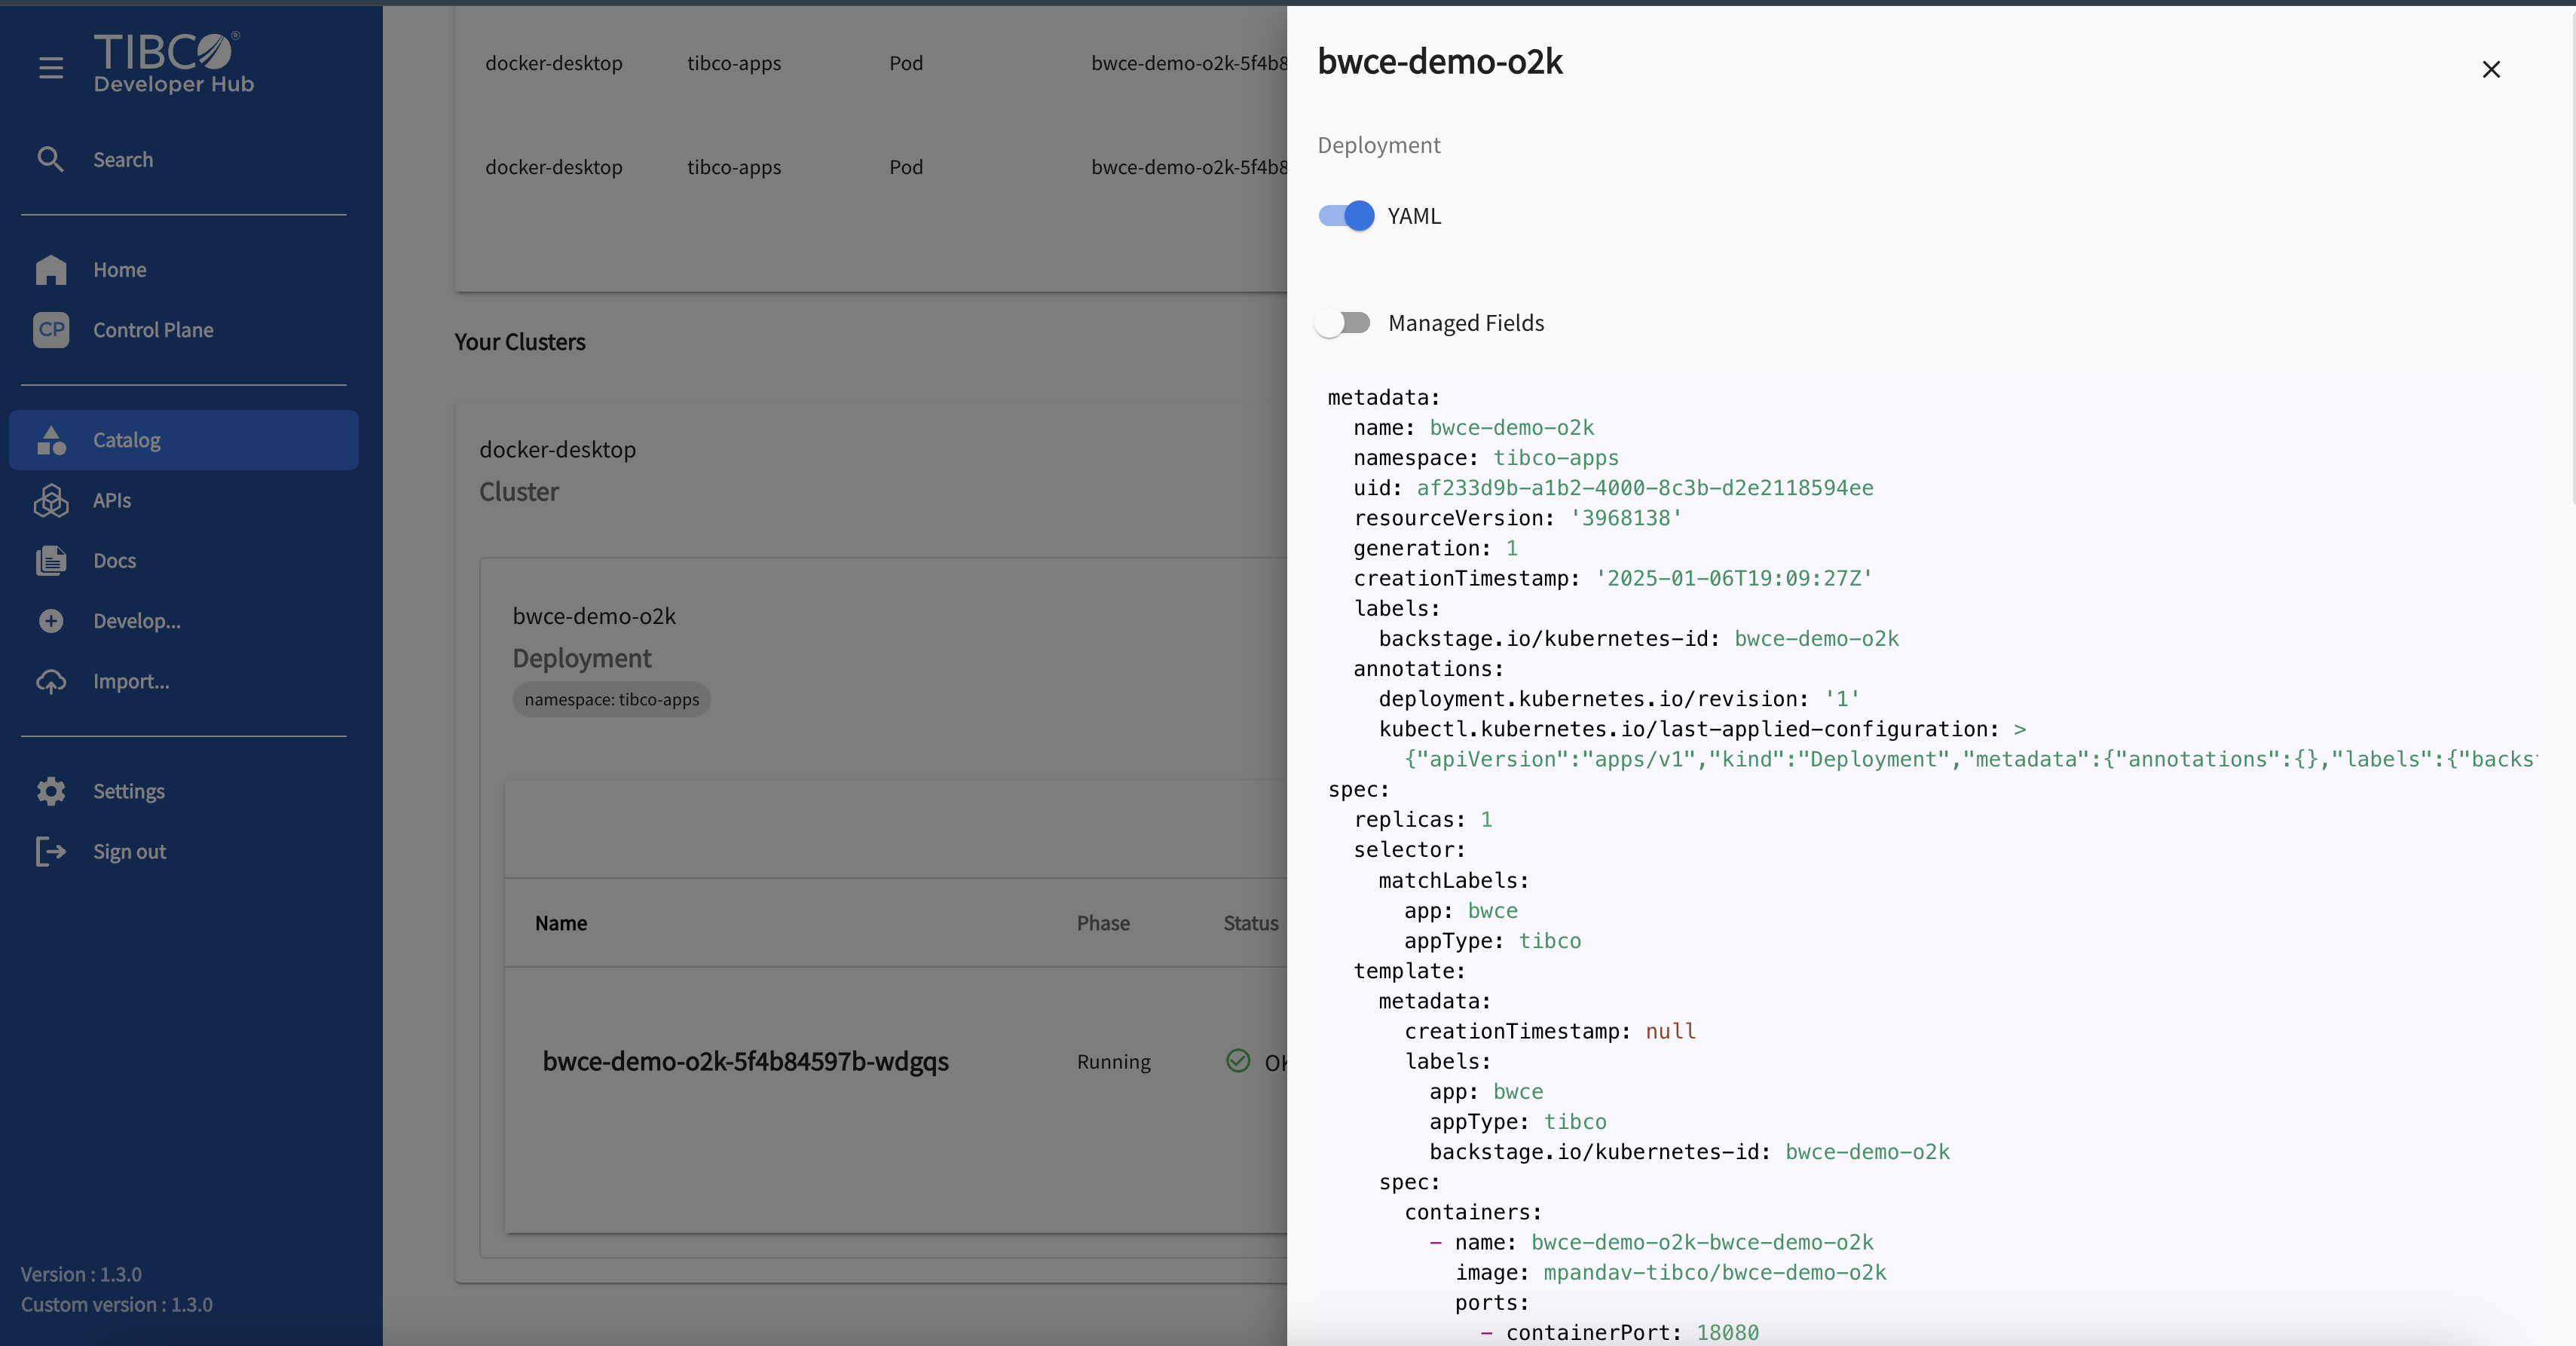 TIBCO®
Developer Hub
Search
Home
CP Control Plane
Catalog
APIs
Docs
Develop...
Import...
Settings
Sign out
Version : 1.3.0
Custom version : 1.3.0
docker-desktop tibco-apps Pod bwce-demo-o2k-5f4b8
docker-desktop tibco-apps Pod bwce-demo-o2k-5f4b8
Your Clusters
docker-desktop
Cluster
bwce-demo-o2k
Deployment
namespace: tibco-apps
Name Phase Status
bwce-demo-o2k-5f4b84597b-wdgqs Running OK
bwce-demo-o2k
Deployment
YAML
Managed Fields
metadata:
  name: bwce-demo-o2k
  namespace: tibco-apps
  uid: af233d9b-a1b2-4000-8c3b-d2e2118594ee
  resourceVersion: '3968138'
  generation: 1
  creationTimestamp: '2025-01-06T19:09:27Z'
  labels:
    backstage.io/kubernetes-id: bwce-demo-o2k
  annotations:
    deployment.kubernetes.io/revision: '1'
    kubectl.kubernetes.io/last-applied-configuration: >
      {"apiVersion":"apps/v1","kind":"Deployment","metadata":{"annotations":{},"labels":{"backs
spec:
  replicas: 1
  selector:
    matchLabels:
      app: bwce
      appType: tibco
  template:
    metadata:
      creationTimestamp: null
      labels:
        app: bwce
        appType: tibco
        backstage.io/kubernetes-id: bwce-demo-o2k
    spec:
      containers:
        - name: bwce-demo-o2k-bwce-demo-o2k
          image: mpandav-tibco/bwce-demo-o2k
          ports:
            - containerPort: 18080